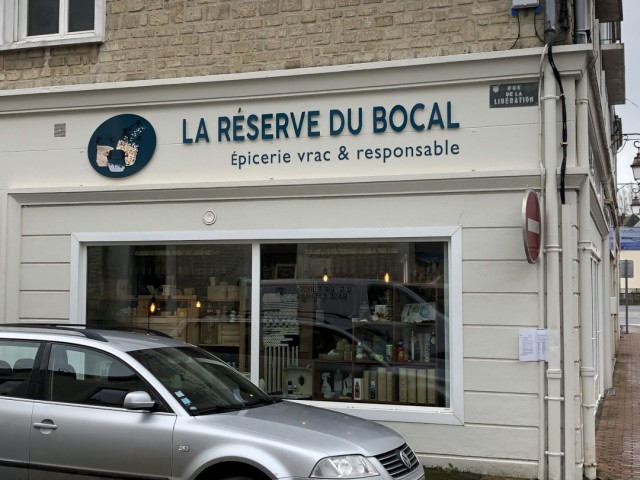 LA RÉSERVE DU BOCAL
Épicerie vrac & responsable
RUE
DE LA
LIBÉRATION